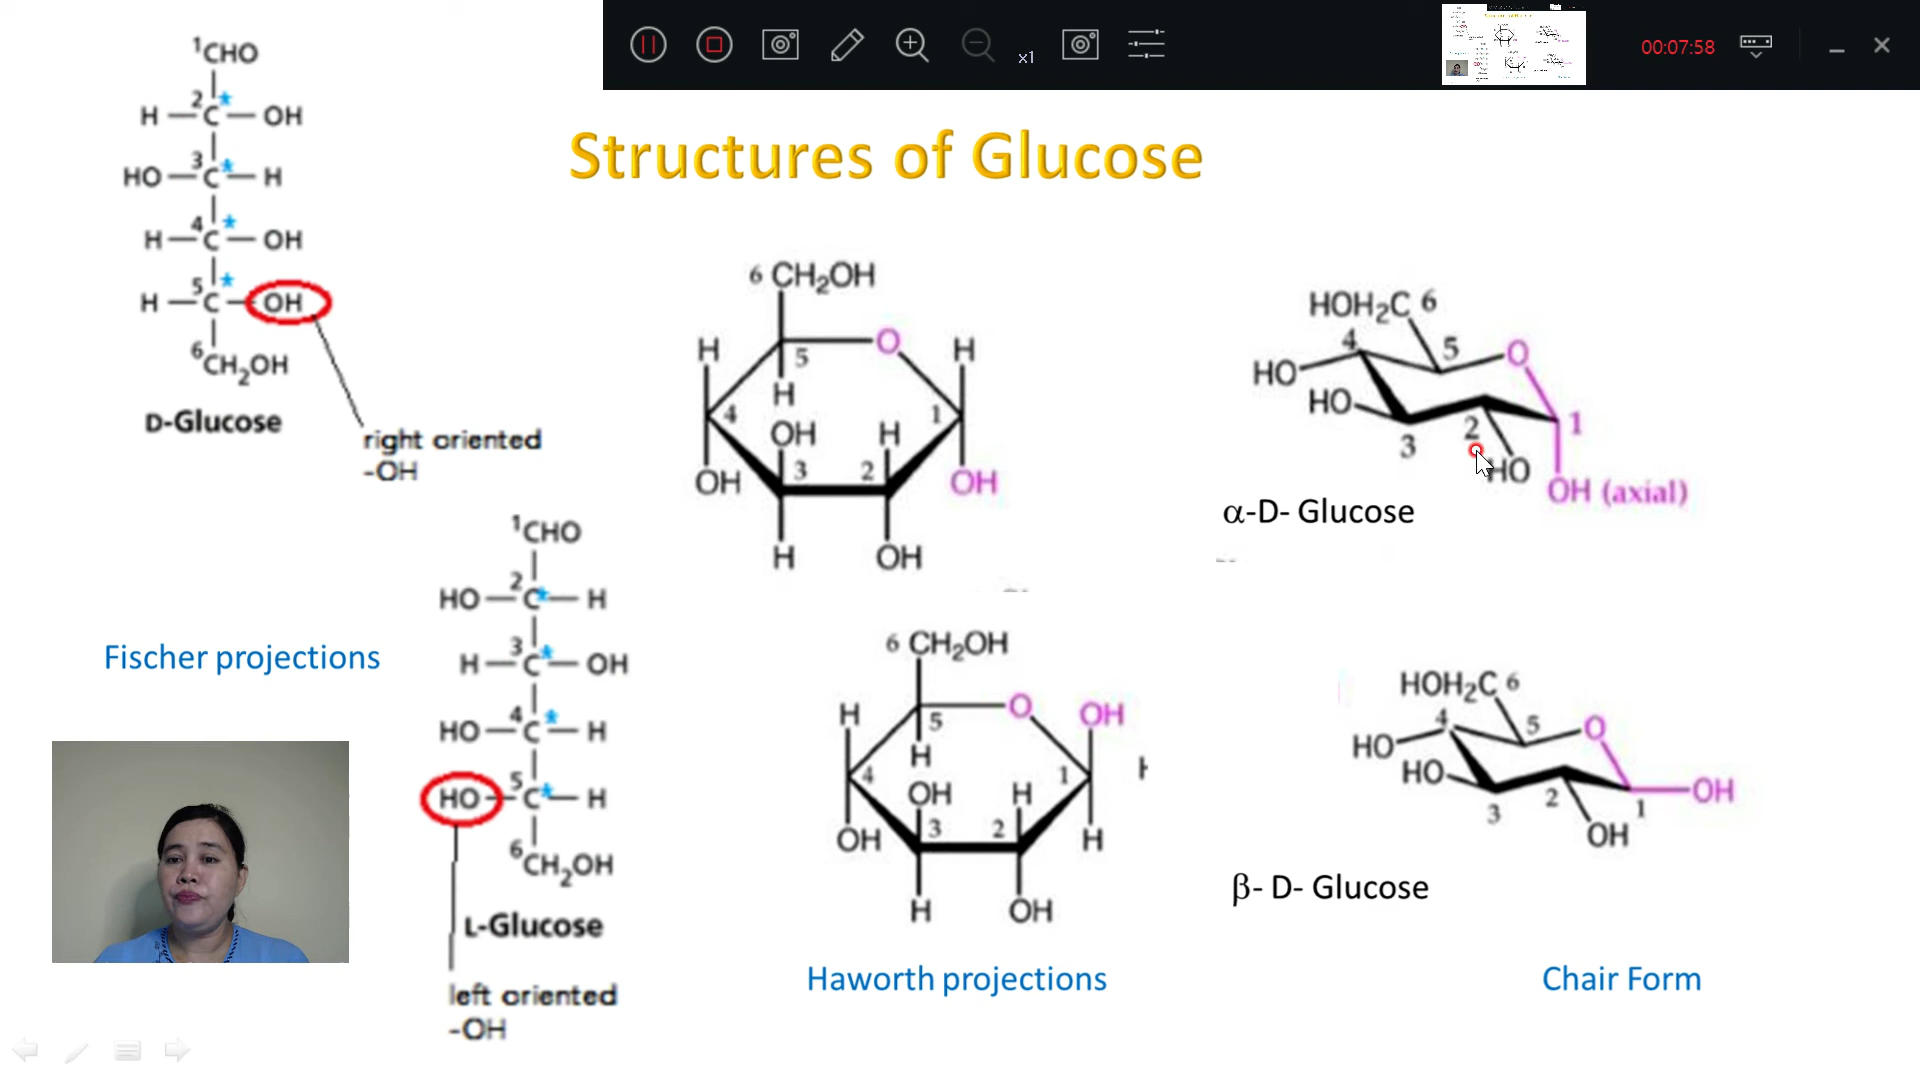 x1
00:07:58
Structures of Glucose
1CHO
H 2C* OH
HO 3C* H
H 4C* OH
H 5C* OH
6CH2OH
D-Glucose
right oriented
-OH
1CHO
HO 2C* H
H 3C* OH
HO 4C* H
HO 5C* H
6CH2OH
L-Glucose
left oriented
-OH
Fischer projections
6 CH2OH
H 5 O H
H
4 1
OH H
OH 3 2 OH
H OH
6 CH2OH
H 5 O OH
H
4 1
OH H
OH 3 2 H
H OH
Haworth projections
HOH2C 6
4 5 O
HO
HO 1
2
3 HO
OH (axial)
α-D- Glucose
HOH2C 6
4 5 O
HO
HO OH
3 2 1
OH
β- D- Glucose
Chair Form